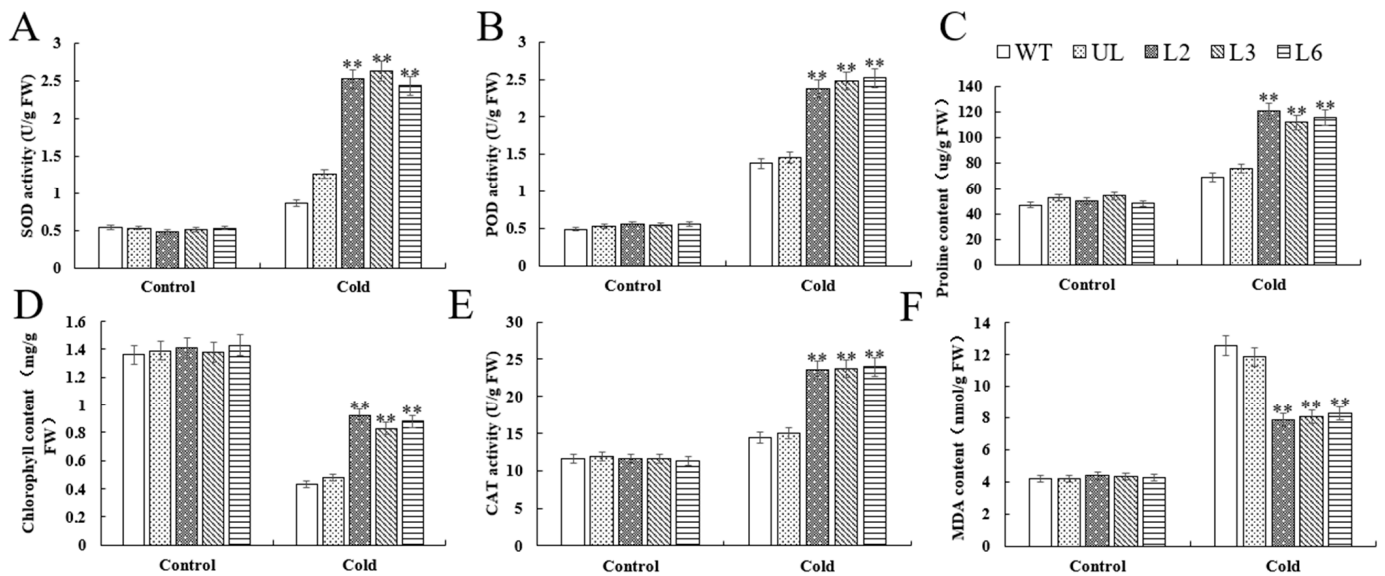 A
SOD activity (U/g FW)
3
2.5
2
1.5
1
0.5
0
** ** **
Control Cold
B
POD activity (U/g FW)
3
2.5
2
1.5
1
0.5
0
** ** **
Control Cold
C
WT UL L2 L3 L6
Proline content（ug/g FW）
140
120
100
80
60
40
20
0
** ** **
Control Cold
D
Chlorophyll content（mg/g
FW）
1.6
1.4
1.2
1
0.8
0.6
0.4
0.2
0
** ** **
Control Cold
E
CAT activity (U/g FW)
30
25
20
15
10
5
0
** ** **
Control Cold
F
MDA content（nmol/g FW）
14
12
10
8
6
4
2
0
** ** **
Control Cold